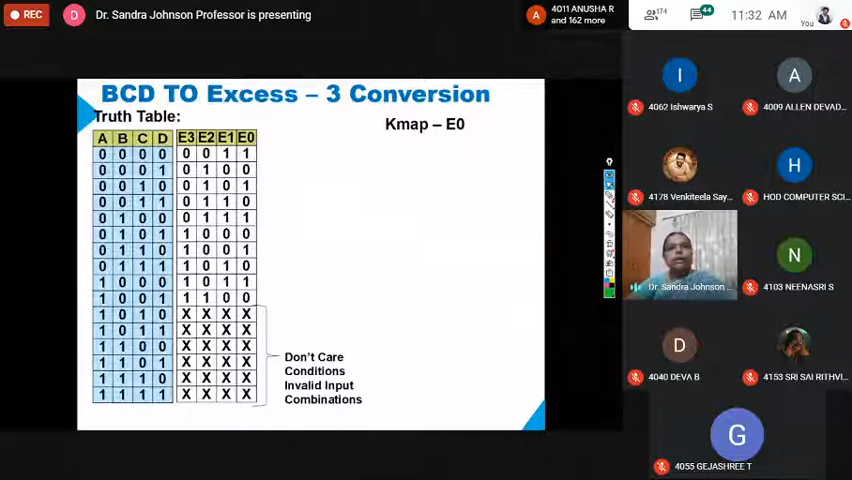 REC
D Dr. Sandra Johnson Professor is presenting
A 4011 ANUSHA R
and 162 more
174
44
11:32 AM
You
BCD TO Excess – 3 Conversion
Truth Table:
Kmap – E0
A B C D E3 E2 E1 E0
0 0 0 0 0 0 1 1
0 0 0 1 0 1 0 0
0 0 1 0 0 1 0 1
0 0 1 1 0 1 1 0
0 1 0 0 0 1 1 1
0 1 0 1 1 0 0 0
0 1 1 0 1 0 0 1
0 1 1 1 1 0 1 0
1 0 0 0 1 0 1 1
1 0 0 1 1 1 0 0
1 0 1 0 X X X X
1 0 1 1 X X X X
1 1 0 0 X X X X
1 1 0 1 X X X X
1 1 1 0 X X X X
1 1 1 1 X X X X
Don't Care
Conditions
Invalid Input
Combinations
I
4062 Ishwarya S
A
4009 ALLEN DEVAD...
4178 Venkiteela Say...
H
HOD COMPUTER SCI...
Dr. Sandra Johnson ...
N
4103 NEENASRI S
D
4040 DEVA B
4153 SRI SAI RITHVI...
G
4055 GEJASHREE T